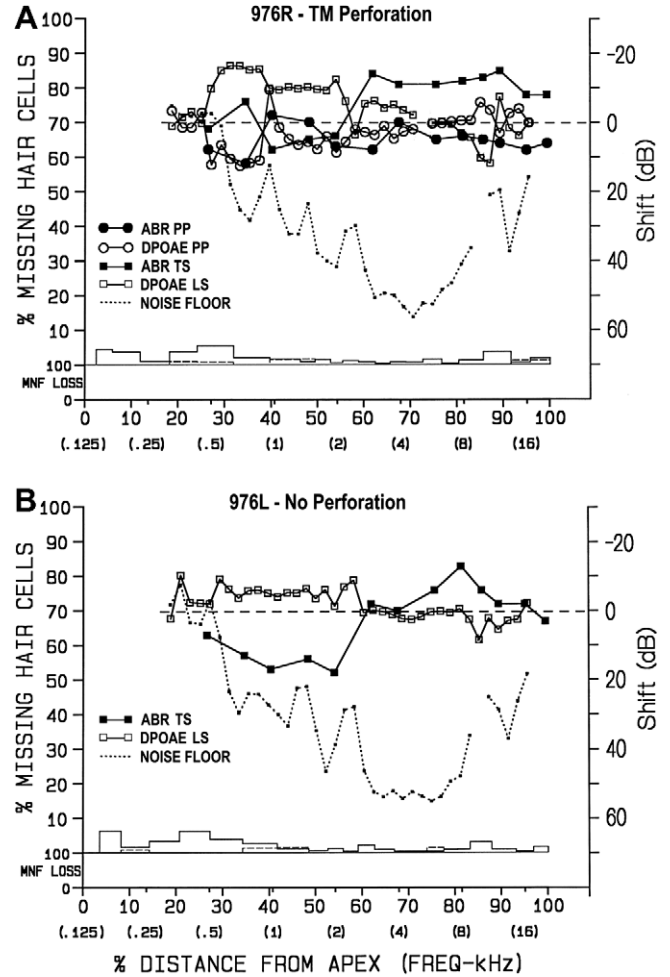 A
976R - TM Perforation
% MISSING HAIR CELLS
100
90
80
70
60
50
40
30
20
10
100
MNF LOSS
0
-20
0
20
40
60
Shift (dB)
ABR PP
DPOAE PP
ABR TS
DPOAE LS
NOISE FLOOR
0 10 20 30 40 50 60 70 80 90 100
(.125) (.25) (.5) (1) (2) (4) (8) (16)
B
976L - No Perforation
% MISSING HAIR CELLS
100
90
80
70
60
50
40
30
20
10
100
MNF LOSS
0
-20
0
20
40
60
Shift (dB)
ABR TS
DPOAE LS
NOISE FLOOR
0 10 20 30 40 50 60 70 80 90 100
(.125) (.25) (.5) (1) (2) (4) (8) (16)
% DISTANCE FROM APEX (FREQ-kHz)